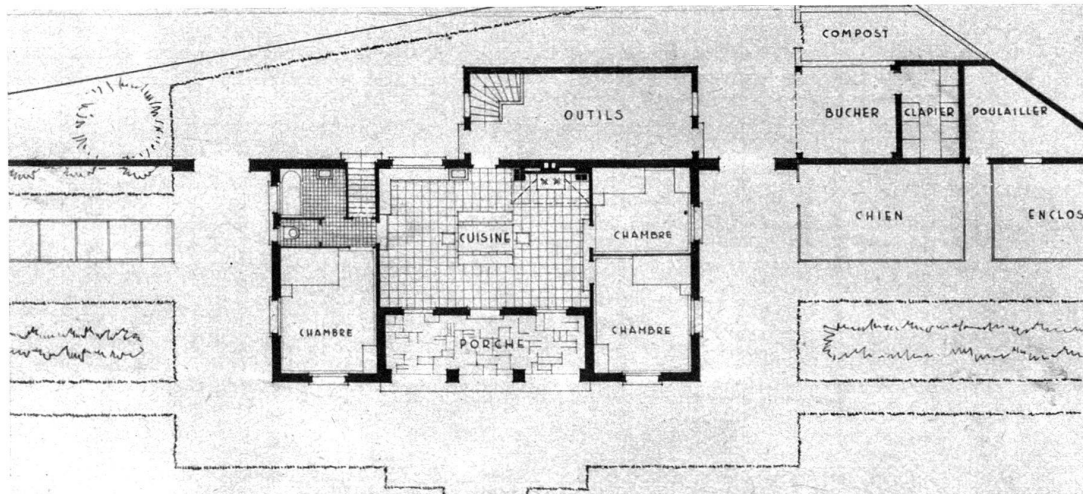 COMPOST
OUTILS
BUCHER
CLAPIER
POULAILLER
CHIEN
ENCLOS
CUISINE
CHAMBRE
CHAMBRE
CHAMBRE
PORCHE